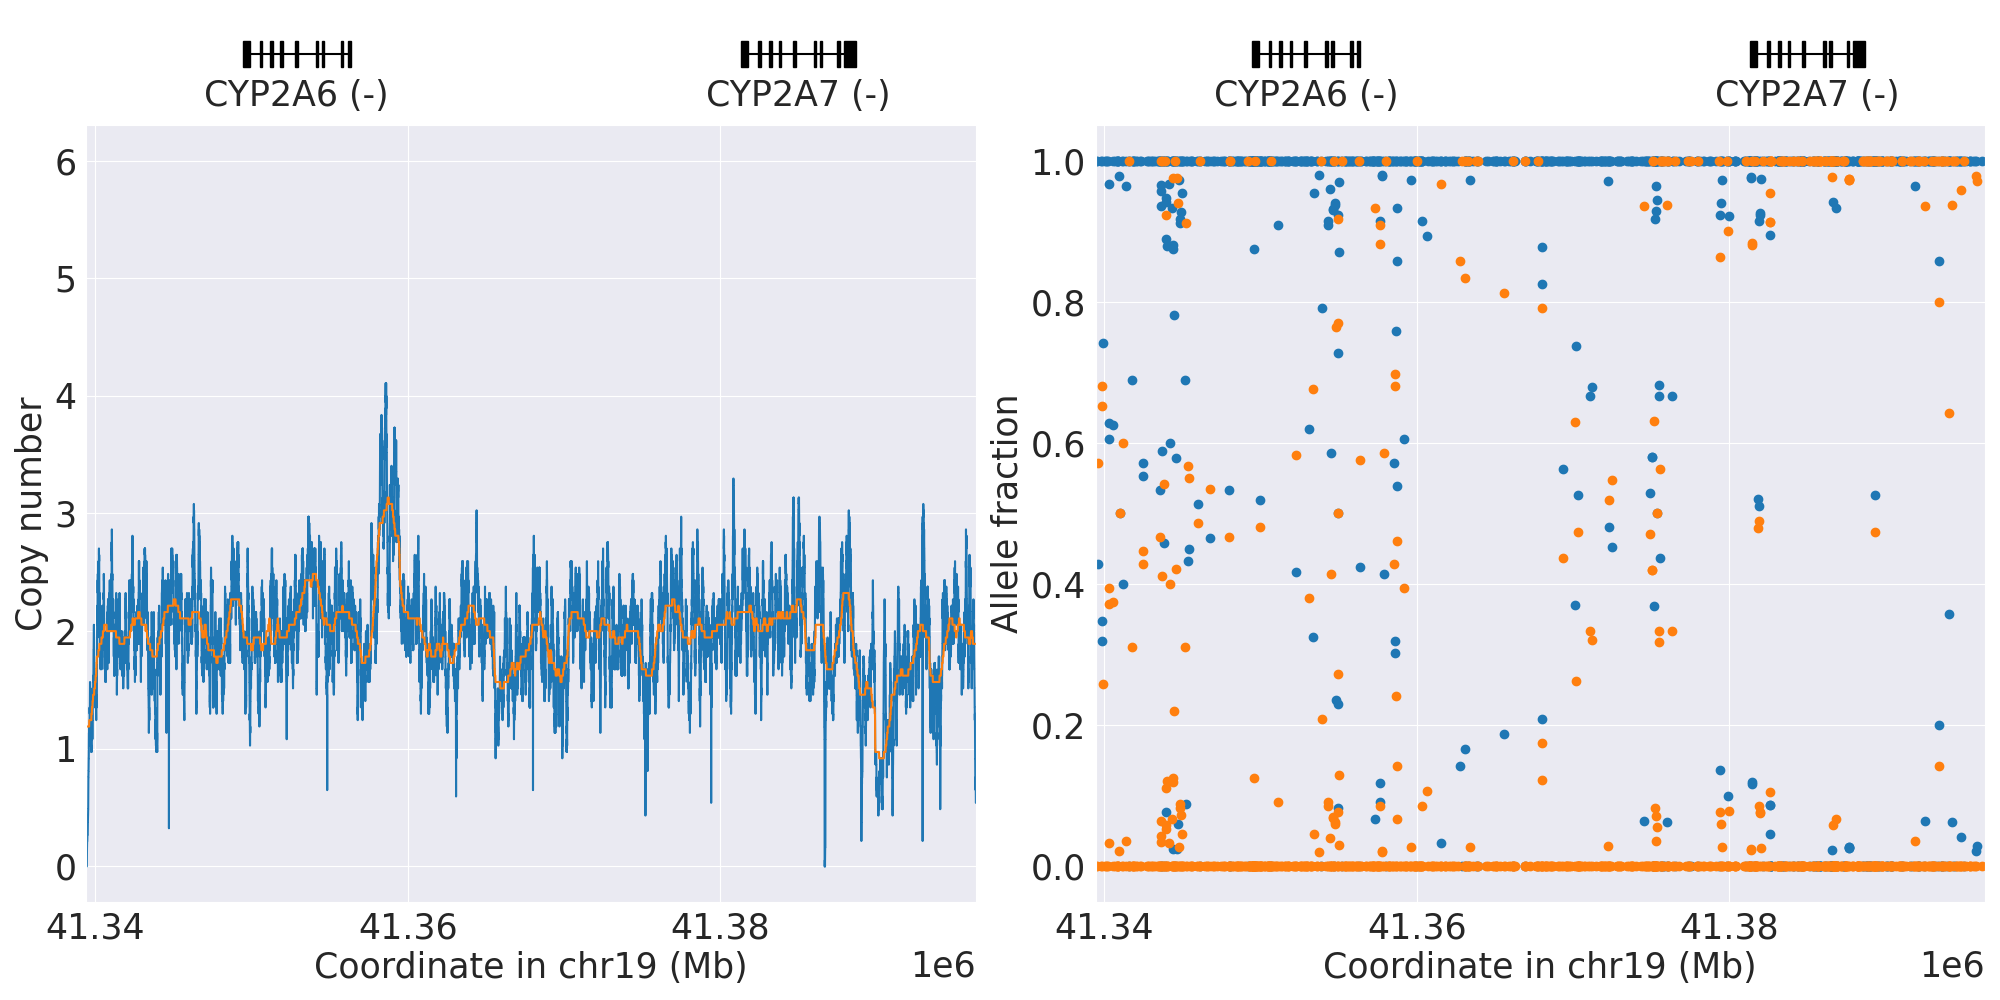 CYP2A6 (-)
CYP2A7 (-)
Copy number
6
5
4
3
2
1
0
41.34
41.36
41.38
Coordinate in chr19 (Mb)
1e6
CYP2A6 (-)
CYP2A7 (-)
Allele fraction
1.0
0.8
0.6
0.4
0.2
0.0
41.34
41.36
41.38
Coordinate in chr19 (Mb)
1e6